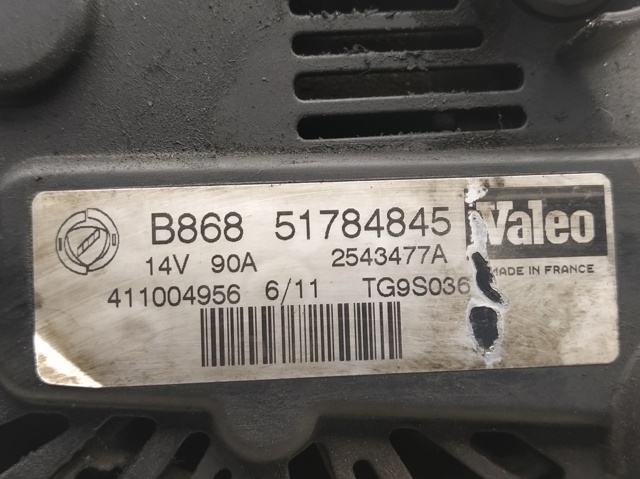 B868 51784845 Valeo
14V 90A 2543477A MADE IN FRANCE
411004956 6/11 TG9S036